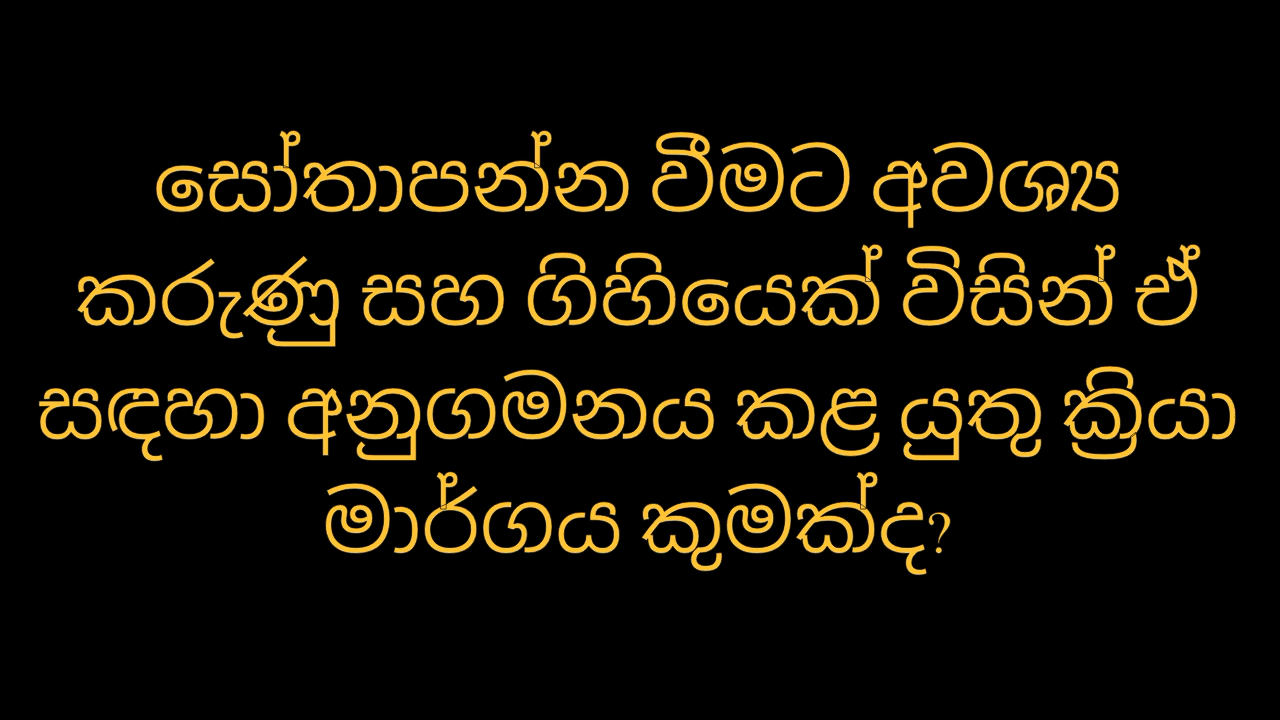 සෝතාපන්න වීමට අවශ්‍ය
කරුණු සහ ගිහියෙක් විසින් ඒ
සඳහා අනුගමනය කළ යුතු ක්‍රියා
මාර්ගය කුමක්ද?